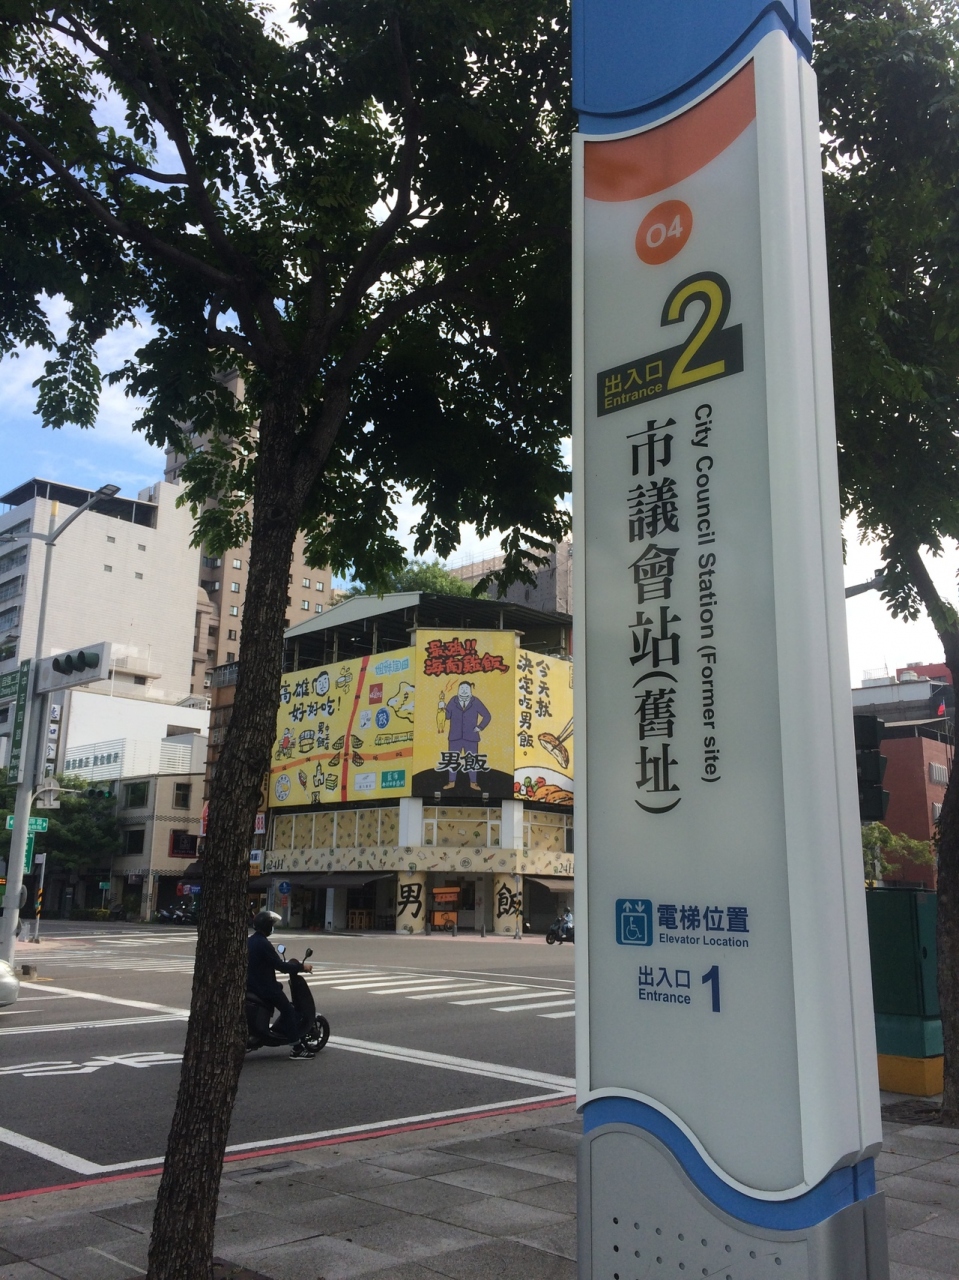 O4
2
出入口
Entrance
市議會站(舊址)
City Council Station (Former site)
電梯位置
Elevator Location
出入口
Entrance
1
高雄
好好吃!
最強!!
海南雞飯
男飯
今天就
決定吃男飯。
男
飯